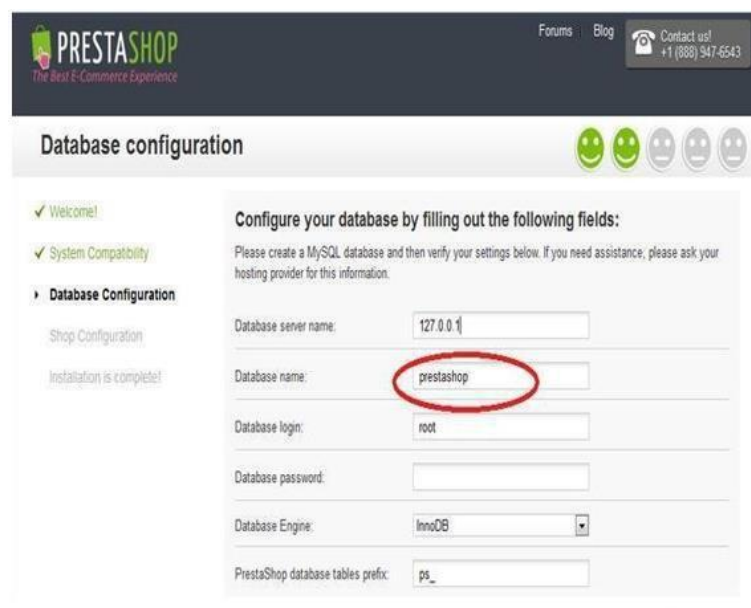 PRESTASHOP
The Best E-Commerce Experience
Forums Blog
Contact us!
+1 (888) 947-6543
Database configuration
Welcome!
System Compatibility
Database Configuration
Shop Configuration
Installation is complete!
Configure your database by filling out the following fields:
Please create a MySQL database and then verify your settings below. If you need assistance, please ask your
hosting provider for this information.
Database server name: 127.0.0.1
Database name: prestashop
Database login: root
Database password:
Database Engine: InnoDB
PrestaShop database tables prefix: ps_